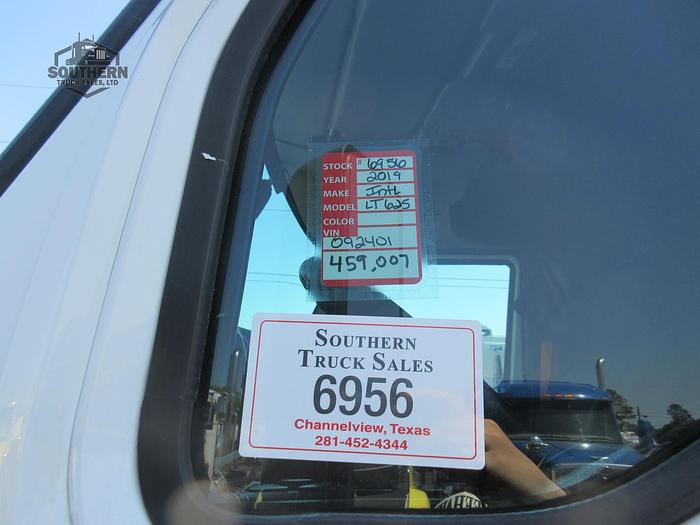 SOUTHERN
TRUCK SALES, LTD
STOCK # 6956
YEAR 2019
MAKE Intl
MODEL LT625
COLOR
VIN
092401
459,007
SOUTHERN
TRUCK SALES
6956
Channelview, Texas
281-452-4344